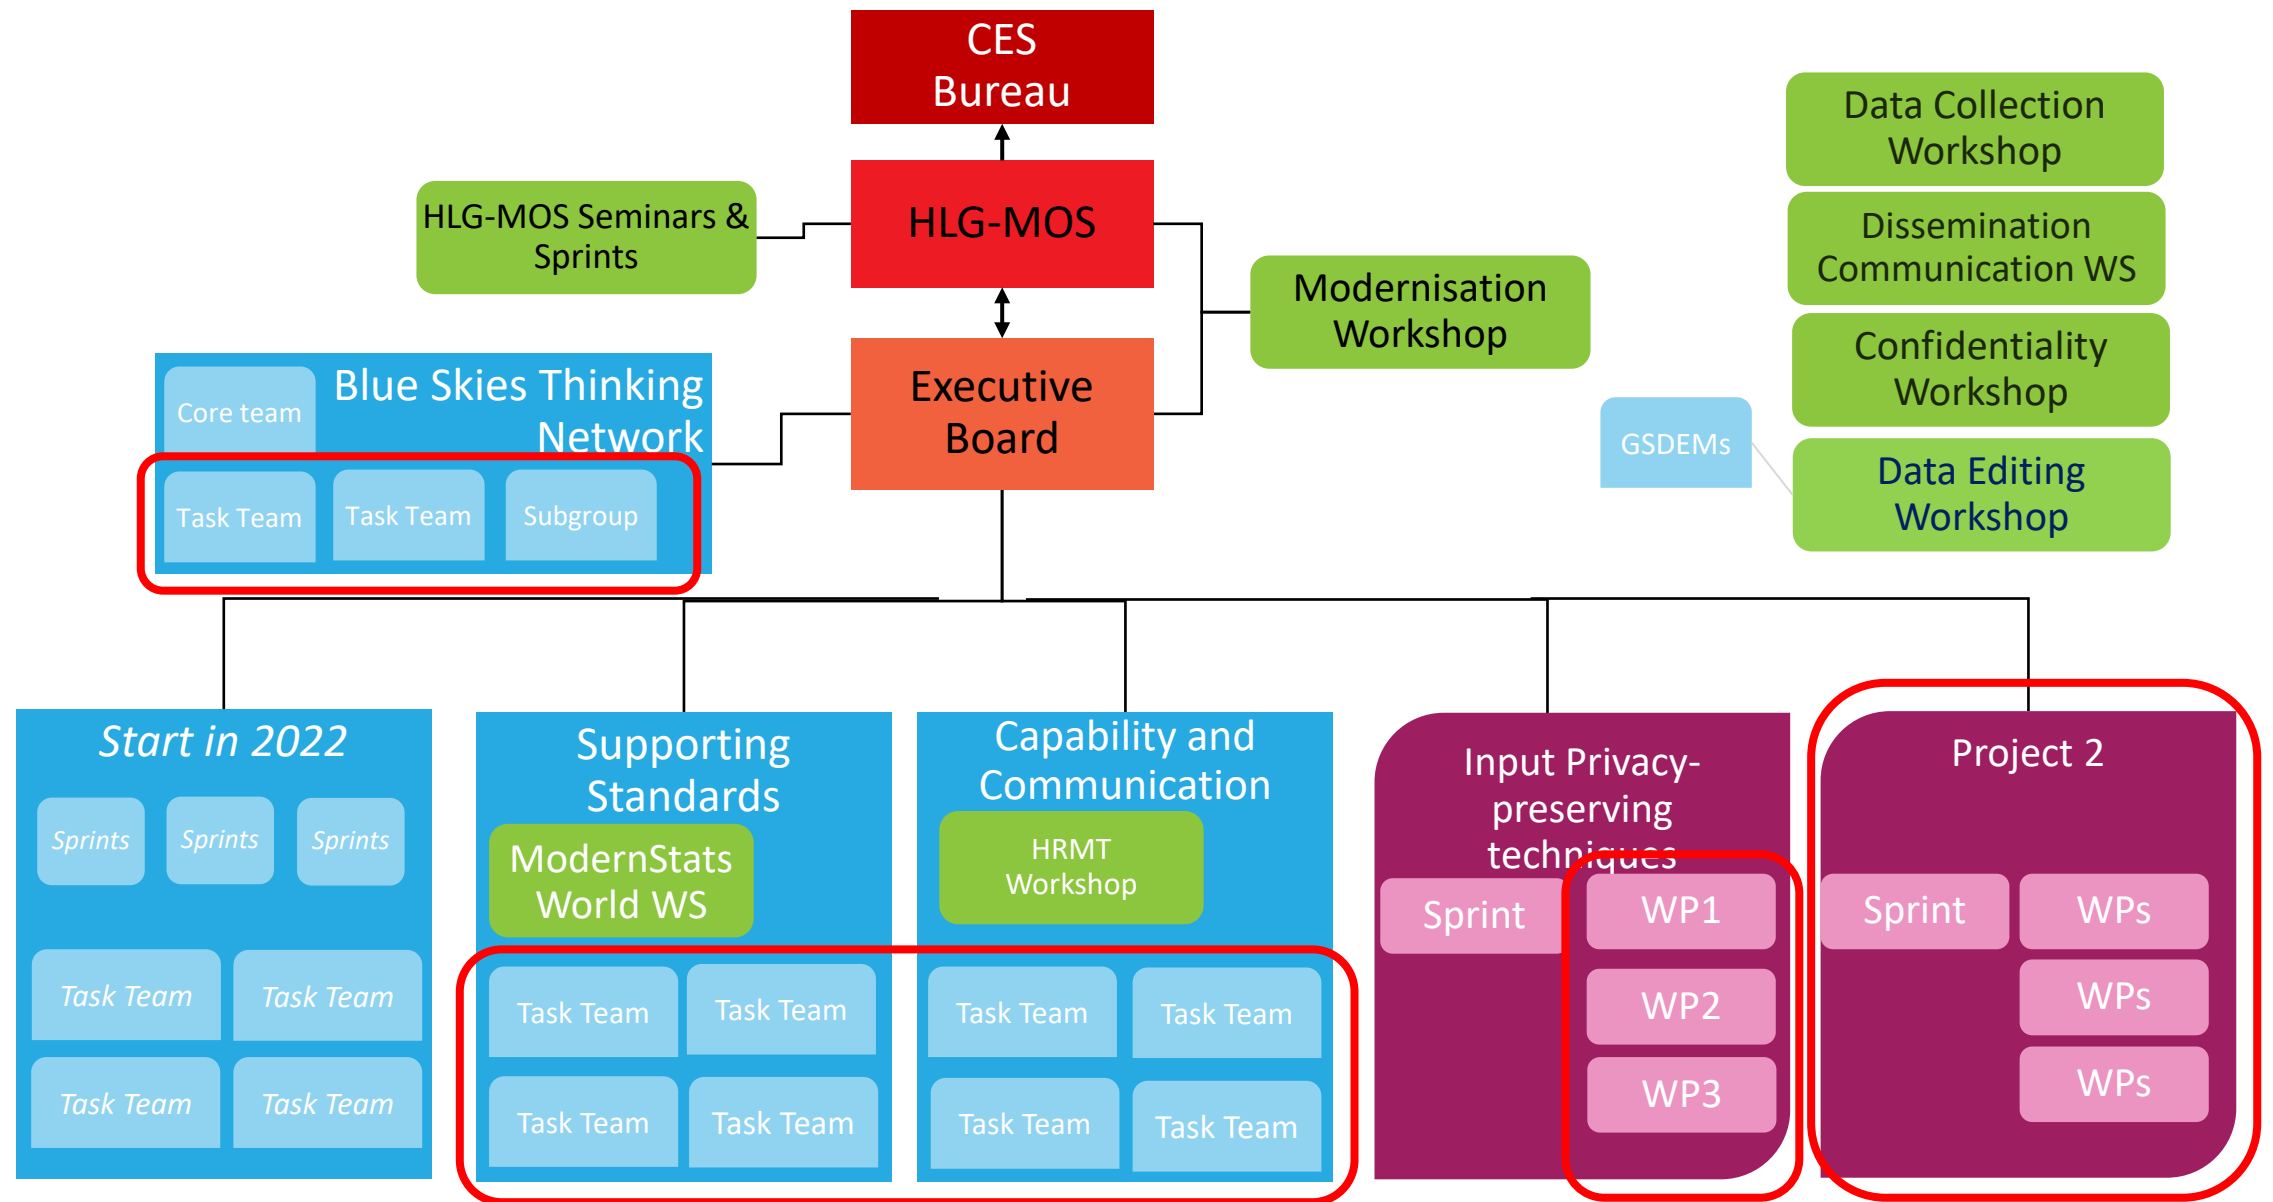 CES
Bureau
HLG-MOS Seminars &
Sprints
HLG-MOS
Modernisation
Workshop
Executive
Board
Data Collection
Workshop
Dissemination
Communication WS
Confidentiality
Workshop
GSDEMs
Data Editing
Workshop
Blue Skies Thinking
Network
Core team
Task Team
Task Team
Subgroup
Start in 2022
Sprints
Sprints
Sprints
Task Team
Task Team
Task Team
Task Team
Supporting
Standards
ModernStats
World WS
Task Team
Task Team
Task Team
Task Team
Capability and
Communication
HRMT
Workshop
Task Team
Task Team
Task Team
Task Team
Input Privacy-
preserving
techniques
Sprint
WP1
WP2
WP3
Project 2
Sprint
WPs
WPs
WPs